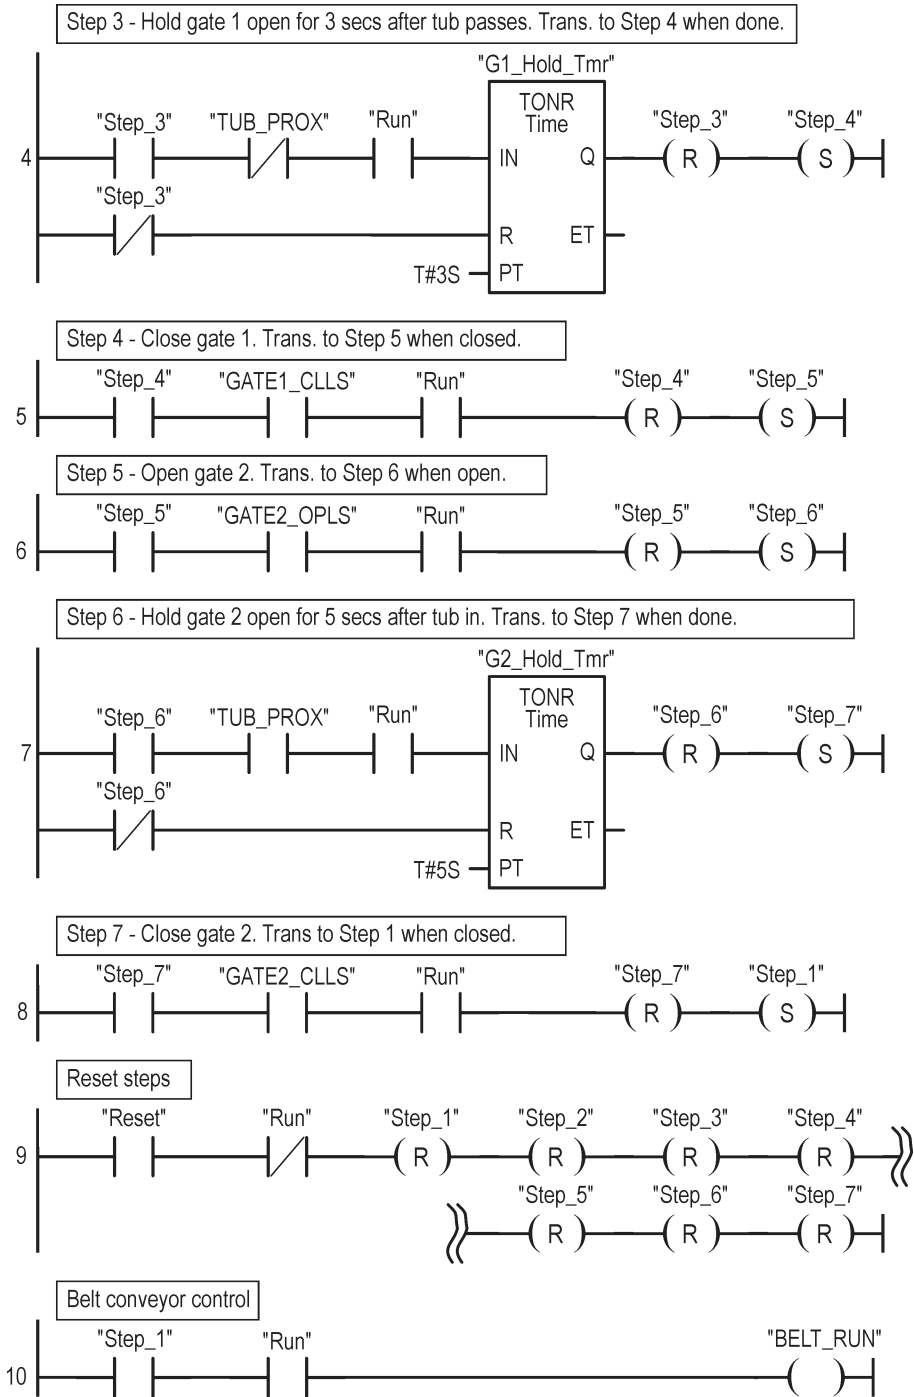 Step 3 - Hold gate 1 open for 3 secs after tub passes. Trans. to Step 4 when done.
"G1_Hold_Tmr"
TONR
Time
"Step_3" "TUB_PROX" "Run" "Step_3" "Step_4"
4 IN Q R S
"Step_3"
R ET
T#3S PT
Step 4 - Close gate 1. Trans. to Step 5 when closed.
"Step_4" "GATE1_CLLS" "Run" "Step_4" "Step_5"
5 R S
Step 5 - Open gate 2. Trans. to Step 6 when open.
"Step_5" "GATE2_OPLS" "Run" "Step_5" "Step_6"
6 R S
Step 6 - Hold gate 2 open for 5 secs after tub in. Trans. to Step 7 when done.
"G2_Hold_Tmr"
TONR
Time
"Step_6" "TUB_PROX" "Run" "Step_6" "Step_7"
7 IN Q R S
"Step_6"
R ET
T#5S PT
Step 7 - Close gate 2. Trans to Step 1 when closed.
"Step_7" "GATE2_CLLS" "Run" "Step_7" "Step_1"
8 R S
Reset steps
"Reset" "Run" "Step_1" "Step_2" "Step_3" "Step_4"
9 R R R R
"Step_5" "Step_6" "Step_7"
R R R
Belt conveyor control
"Step_1" "Run" "BELT_RUN"
10